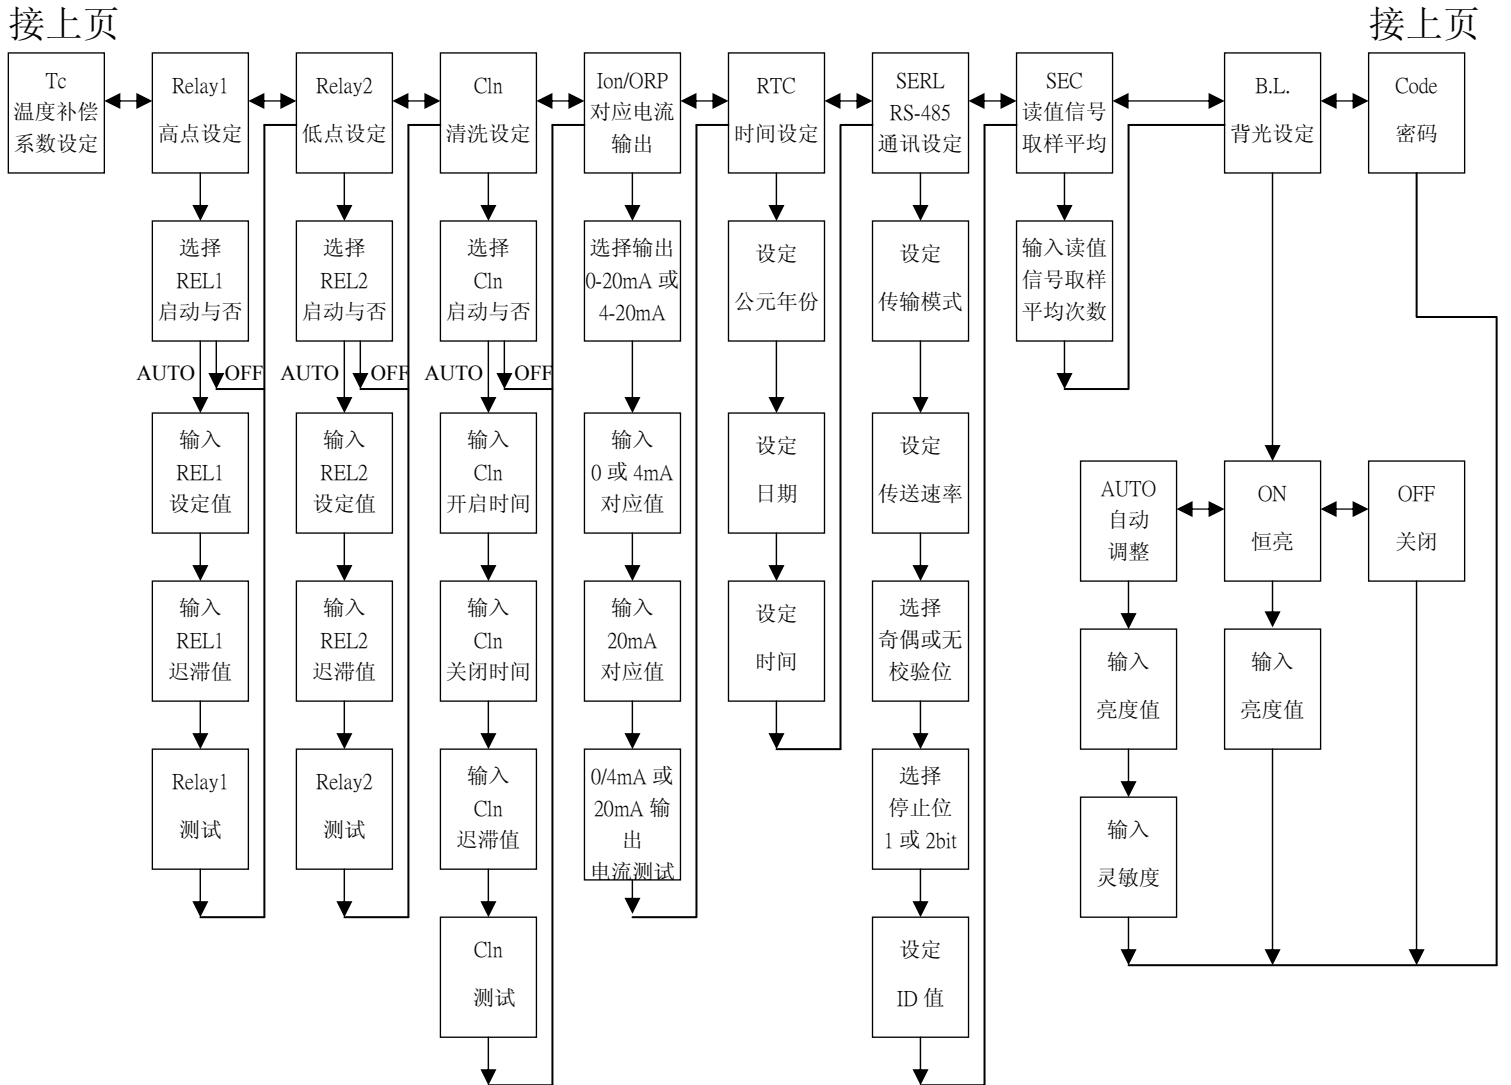 接上页
接上页
Tc
温度补偿
系数设定
Relay1
高点设定
Relay2
低点设定
Cln
清洗设定
Ion/ORP
对应电流
输出
RTC
时间设定
SERL
RS-485
通讯设定
SEC
读值信号
取样平均
B.L.
背光设定
Code
密码
选择
REL1
启动与否
选择
REL2
启动与否
选择
Cln
启动与否
选择输出
0-20mA 或
4-20mA
设定
公元年份
设定
传输模式
输入读值
信号取样
平均次数
AUTO
OFF
AUTO
OFF
AUTO
OFF
输入
REL1
设定值
输入
REL2
设定值
输入
Cln
开启时间
输入
0 或 4mA
对应值
设定
日期
设定
传送速率
AUTO
自动
调整
ON
恒亮
OFF
关闭
输入
REL1
迟滞值
输入
REL2
迟滞值
输入
Cln
关闭时间
输入
20mA
对应值
设定
时间
选择
奇偶或无
校验位
输入
亮度值
输入
亮度值
Relay1
测试
Relay2
测试
输入
Cln
迟滞值
0/4mA 或
20mA 输
出
电流测试
选择
停止位
1 或 2bit
输入
灵敏度
Cln
测试
设定
ID 值